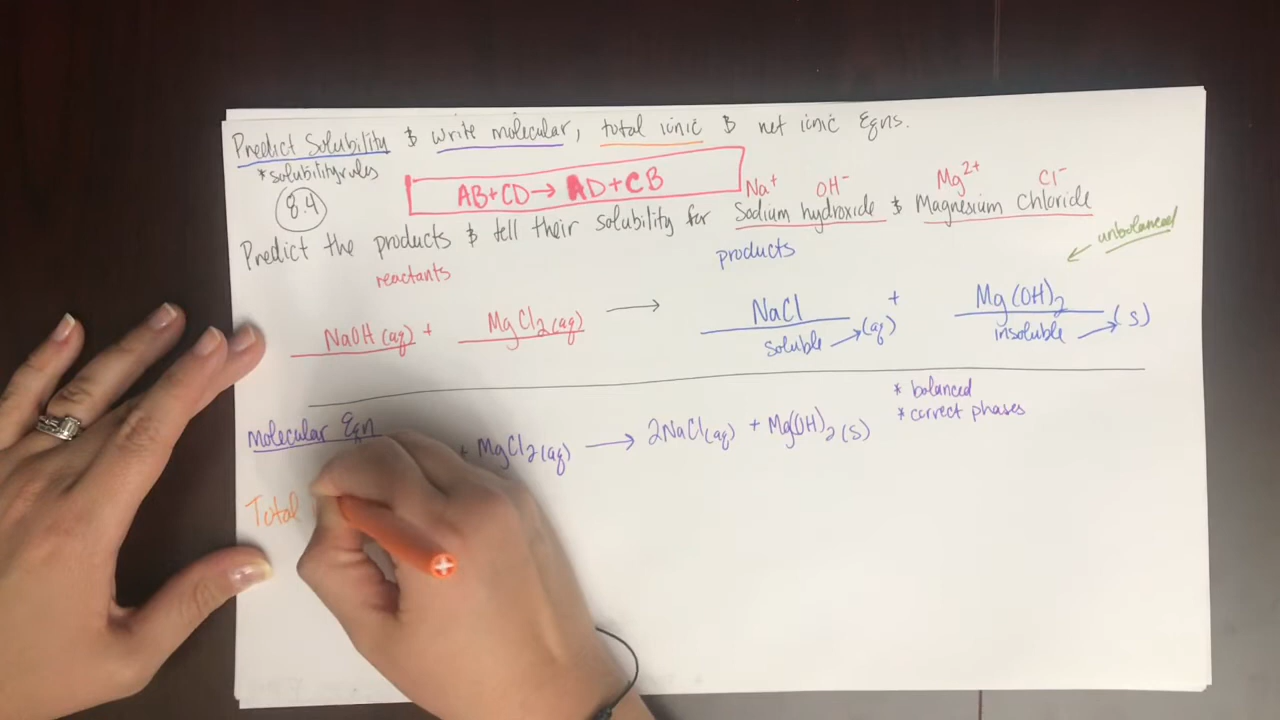 Predict Solubility & write molecular, total ionic & net ionic Eqns.
*solubility rules
8.4
AB+CD→ AD+CB
Na⁺ OH⁻ Mg²⁺ Cl⁻
Predict the products & tell their solubility for Sodium hydroxide & Magnesium Chloride
reactants products unbalanced
NaOH (aq) + MgCl₂(aq) → NaCl + Mg(OH)₂
soluble → (aq) insoluble → (s)
* balanced
* correct phases
Molecular Eqn + MgCl₂(aq) → 2NaCl(aq) + Mg(OH)₂(s)
Total